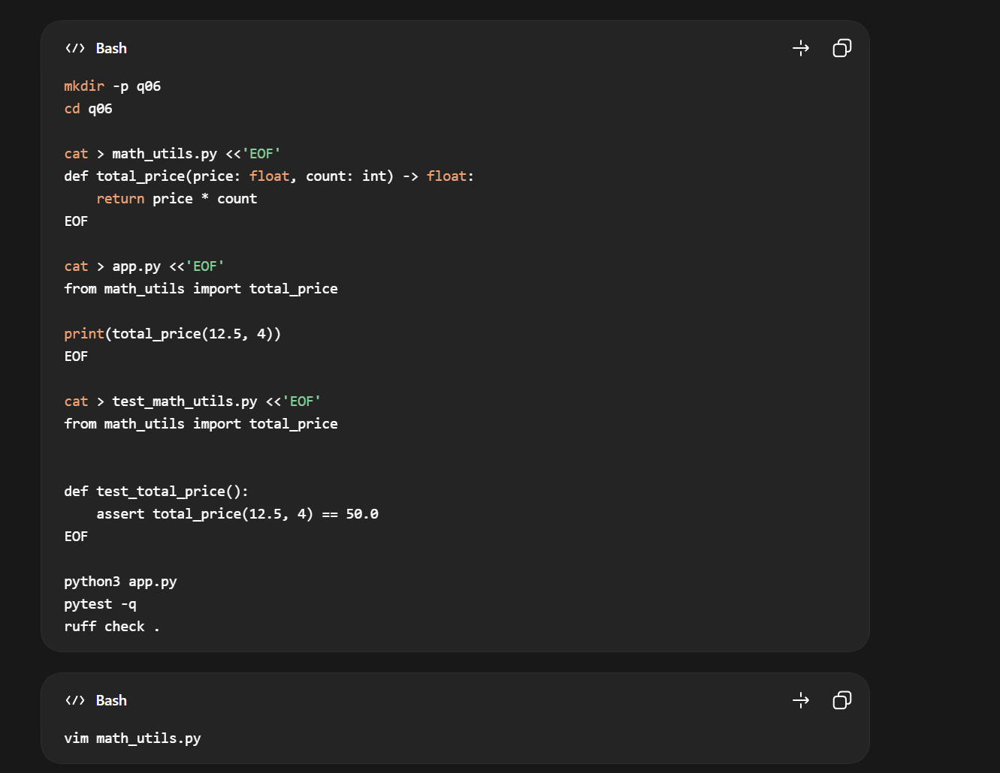 Bash
mkdir -p q06
cd q06
cat > math_utils.py <<'EOF'
def total_price(price: float, count: int) -> float:
    return price * count
EOF
cat > app.py <<'EOF'
from math_utils import total_price
print(total_price(12.5, 4))
EOF
cat > test_math_utils.py <<'EOF'
from math_utils import total_price
def test_total_price():
    assert total_price(12.5, 4) == 50.0
EOF
python3 app.py
pytest -q
ruff check .
Bash
vim math_utils.py